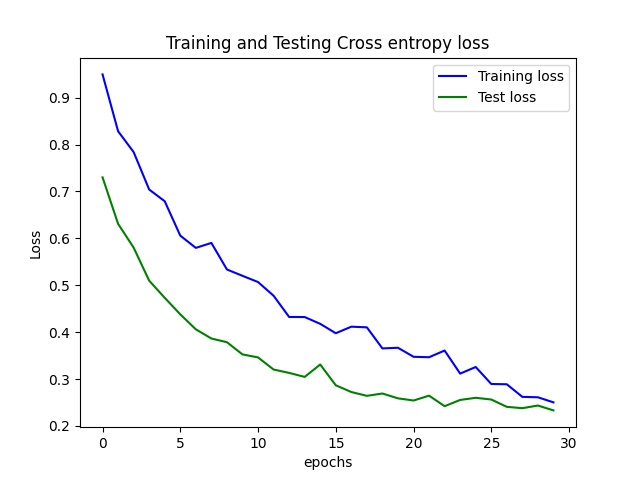 Training and Testing Cross entropy loss
Training loss
Test loss
Loss
0.9
0.8
0.7
0.6
0.5
0.4
0.3
0.2
0 5 10 15 20 25 30
epochs